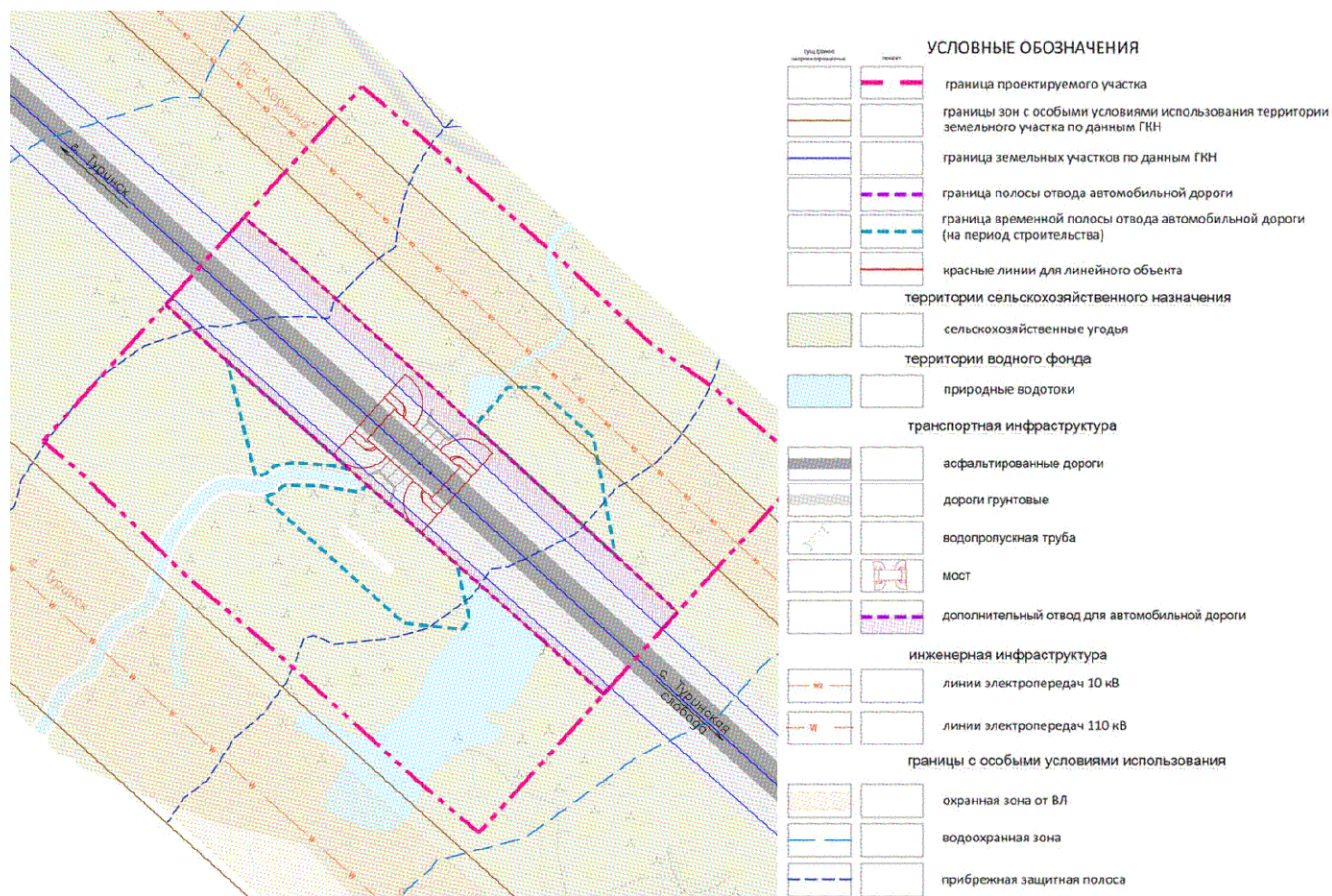 ПС "Коркино"
г. Туринск
д. Туринск
с. Туринская
слобода
УСЛОВНЫЕ ОБОЗНАЧЕНИЯ
граница проектируемого участка
границы зон с особыми условиями использования территории
земельного участка по данным ГКН
граница земельных участков по данным ГКН
граница полосы отвода автомобильной дороги
граница временной полосы отвода автомобильной дороги
(на период строительства)
красные линии для линейного объекта
территории сельскохозяйственного назначения
сельскохозяйственные угодья
территории водного фонда
природные водотоки
транспортная инфраструктура
асфальтированные дороги
дороги грунтовые
водопропускная труба
мост
дополнительный отвод для автомобильной дороги
инженерная инфраструктура
линии электропередач 10 кВ
линии электропередач 110 кВ
границы с особыми условиями использования
охранная зона от ВЛ
водоохранная зона
прибрежная защитная полоса